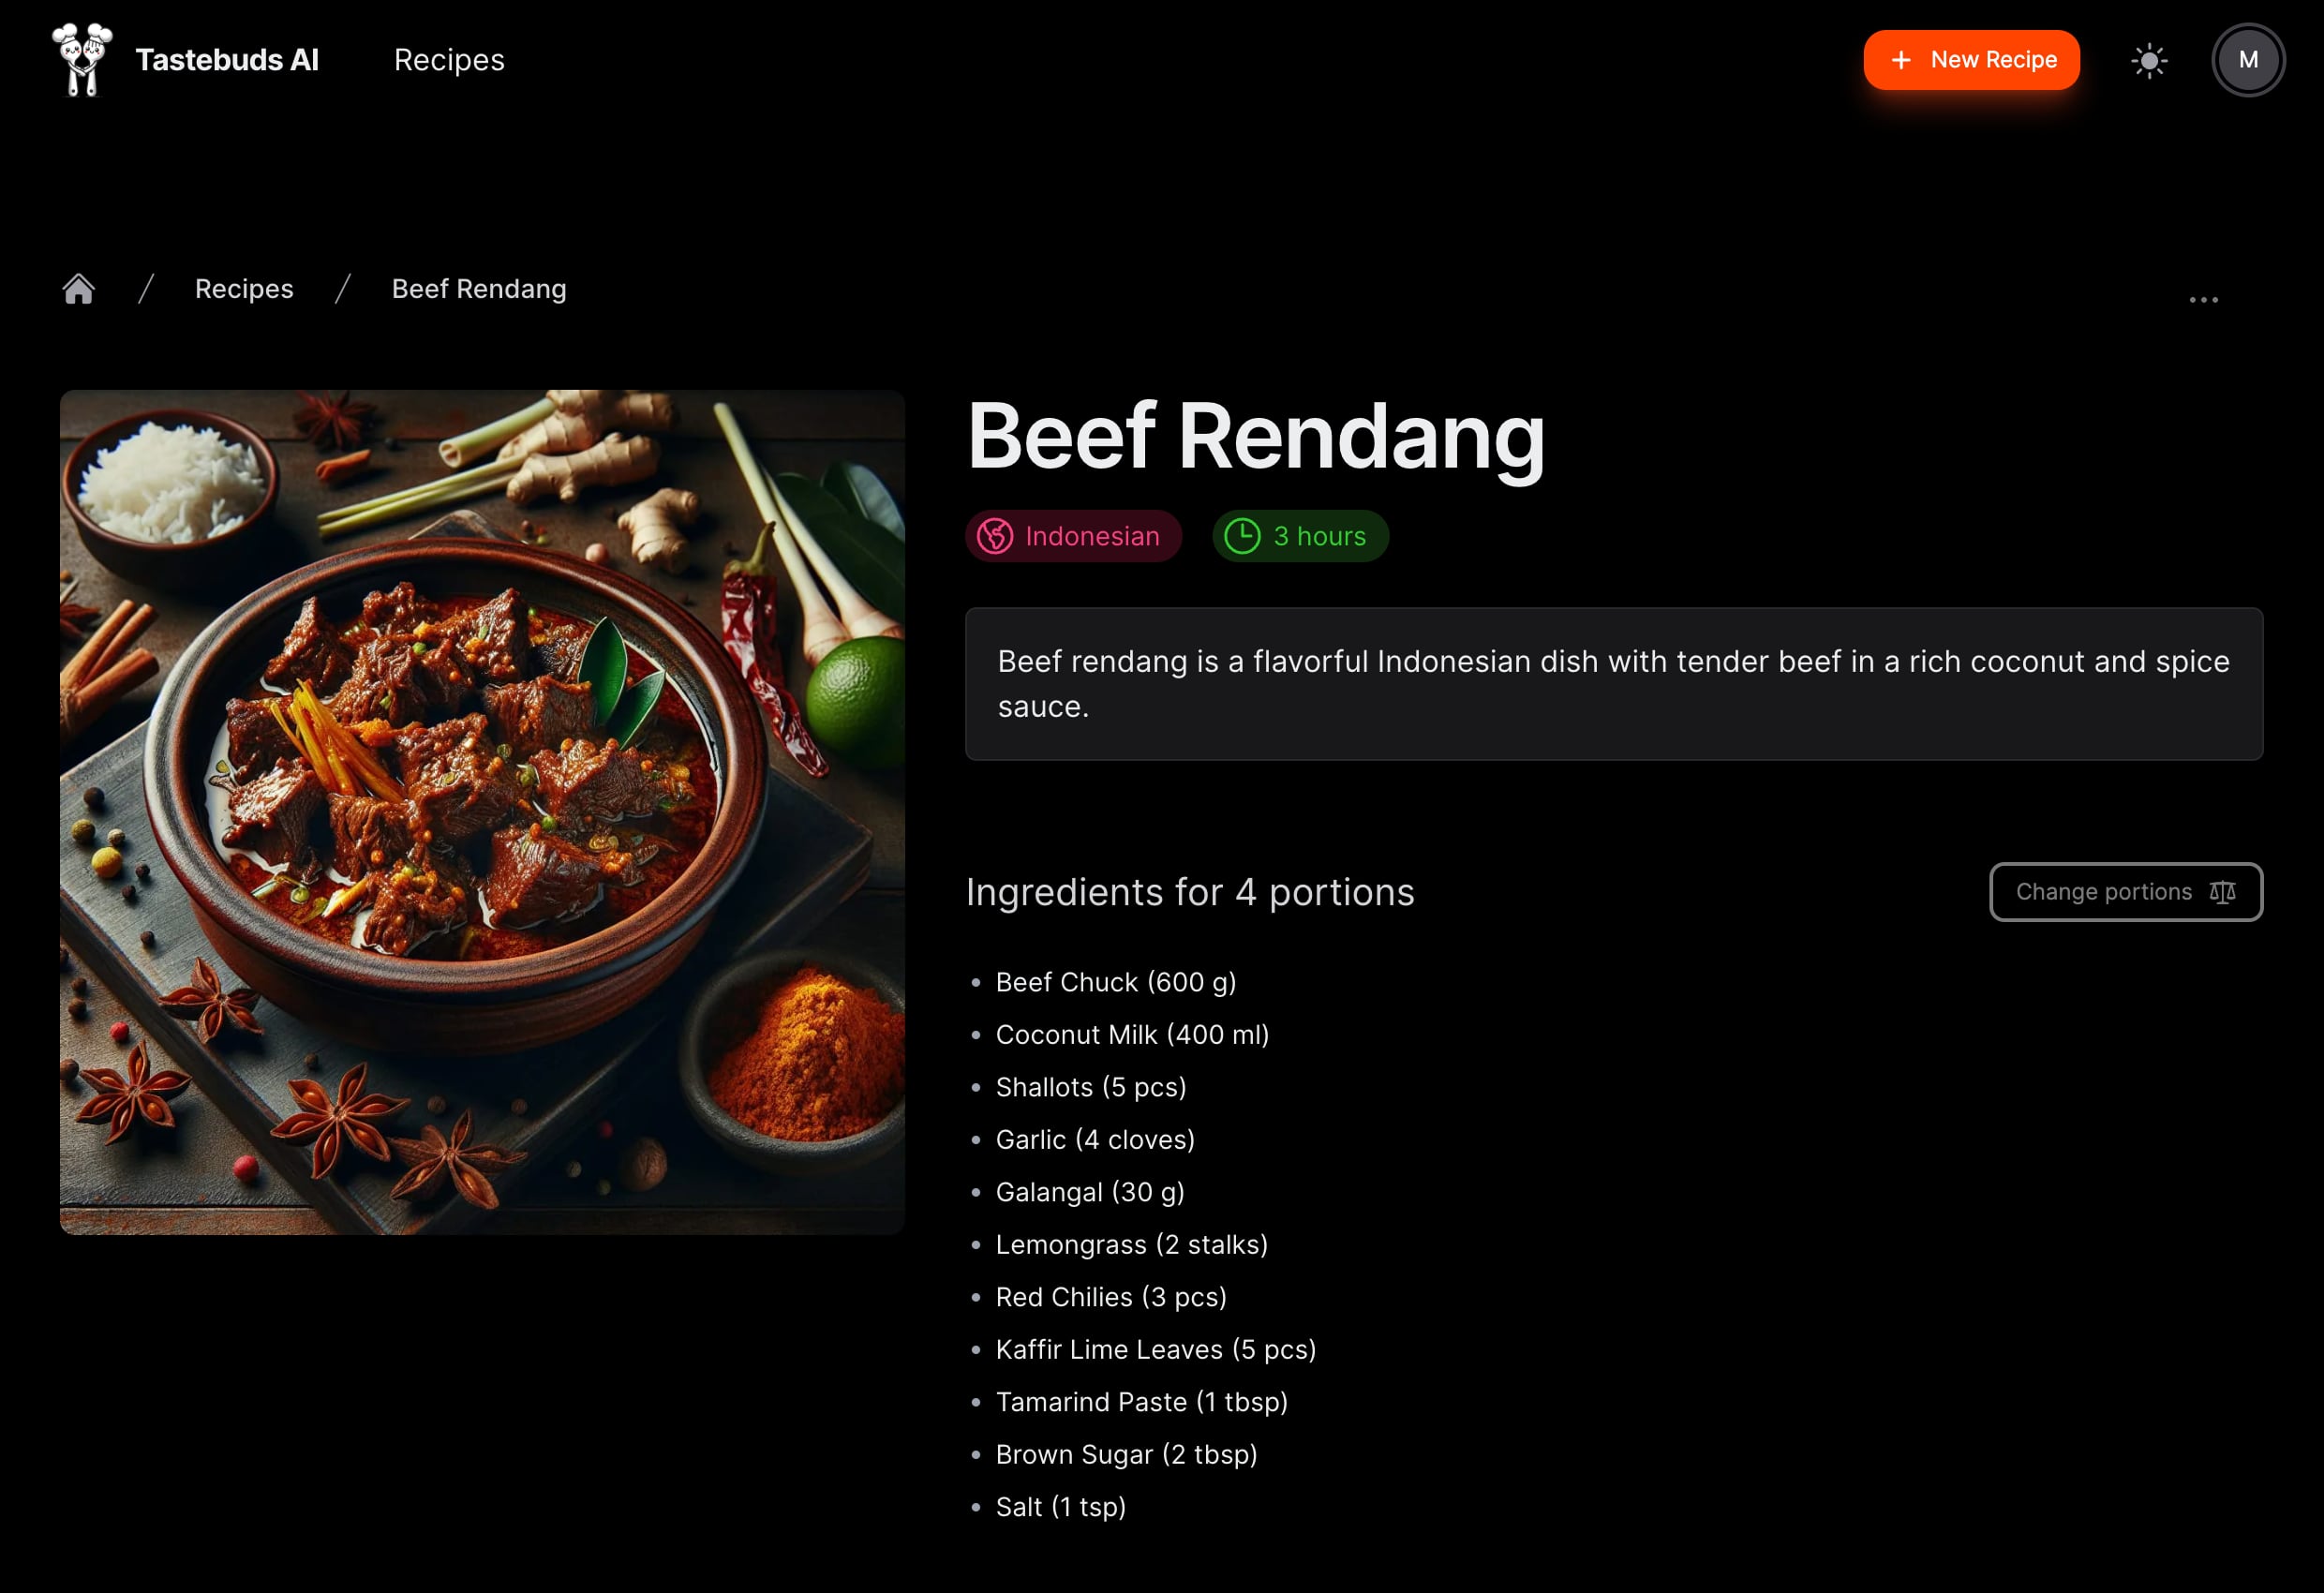 Tastebuds AI
Recipes
New Recipe
M
/ Recipes / Beef Rendang
Beef Rendang
Indonesian
3 hours
Beef rendang is a flavorful Indonesian dish with tender beef in a rich coconut and spice
sauce.
Ingredients for 4 portions
Change portions
• Beef Chuck (600 g)
• Coconut Milk (400 ml)
• Shallots (5 pcs)
• Garlic (4 cloves)
• Galangal (30 g)
• Lemongrass (2 stalks)
• Red Chilies (3 pcs)
• Kaffir Lime Leaves (5 pcs)
• Tamarind Paste (1 tbsp)
• Brown Sugar (2 tbsp)
• Salt (1 tsp)